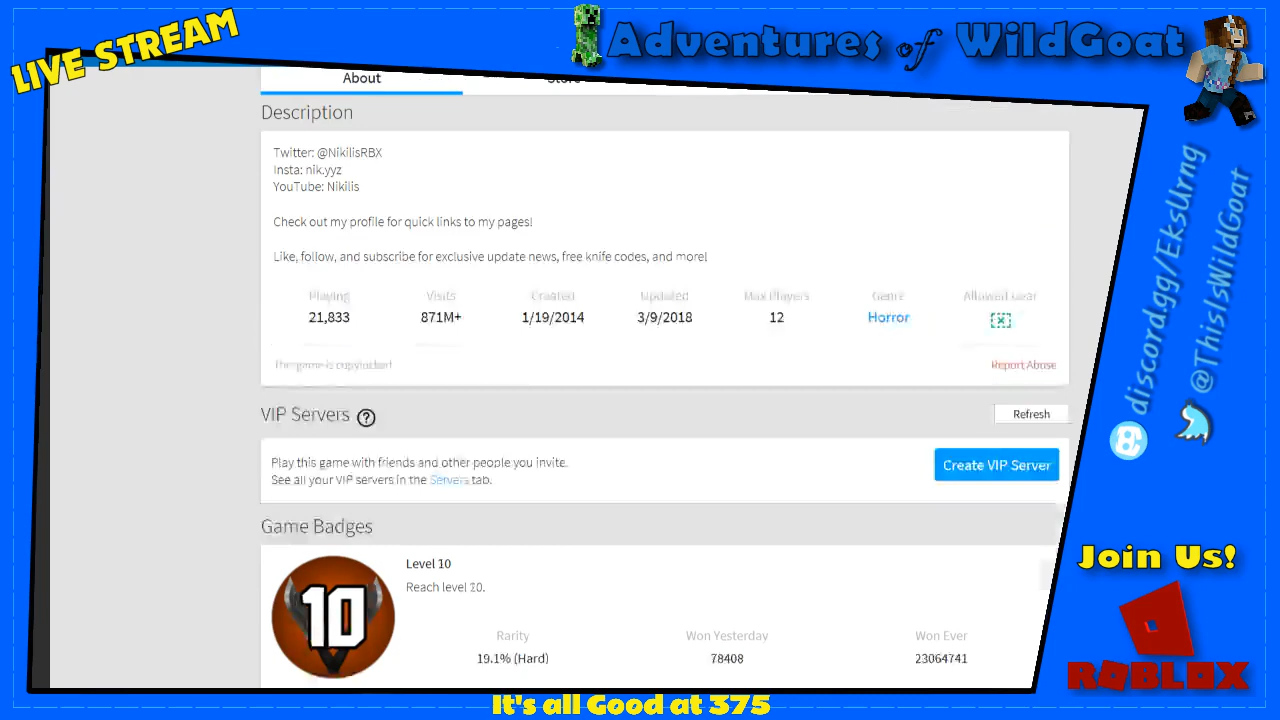 LIVE STREAM
Adventures of WildGoat
About
Store
Description
Twitter: @NikilisRBX
Insta: nik.yyz
YouTube: Nikilis
Check out my profile for quick links to my pages!
Like, follow, and subscribe for exclusive update news, free knife codes, and more!
Playing Visits Created Updated Max Players Genre Allowed Gear
21,833 871M+ 1/19/2014 3/9/2018 12 Horror
This game is copylocked
Report Abuse
VIP Servers
Refresh
Play this game with friends and other people you invite.
See all your VIP servers in the Servers tab.
Create VIP Server
Game Badges
10
Level 10
Reach level 10.
Rarity Won Yesterday Won Ever
19.1% (Hard) 78408 23064741
discord.gg/EksUrng
@ThisIsWildGoat
Join Us!
ROBLOX
It's all Good at 375